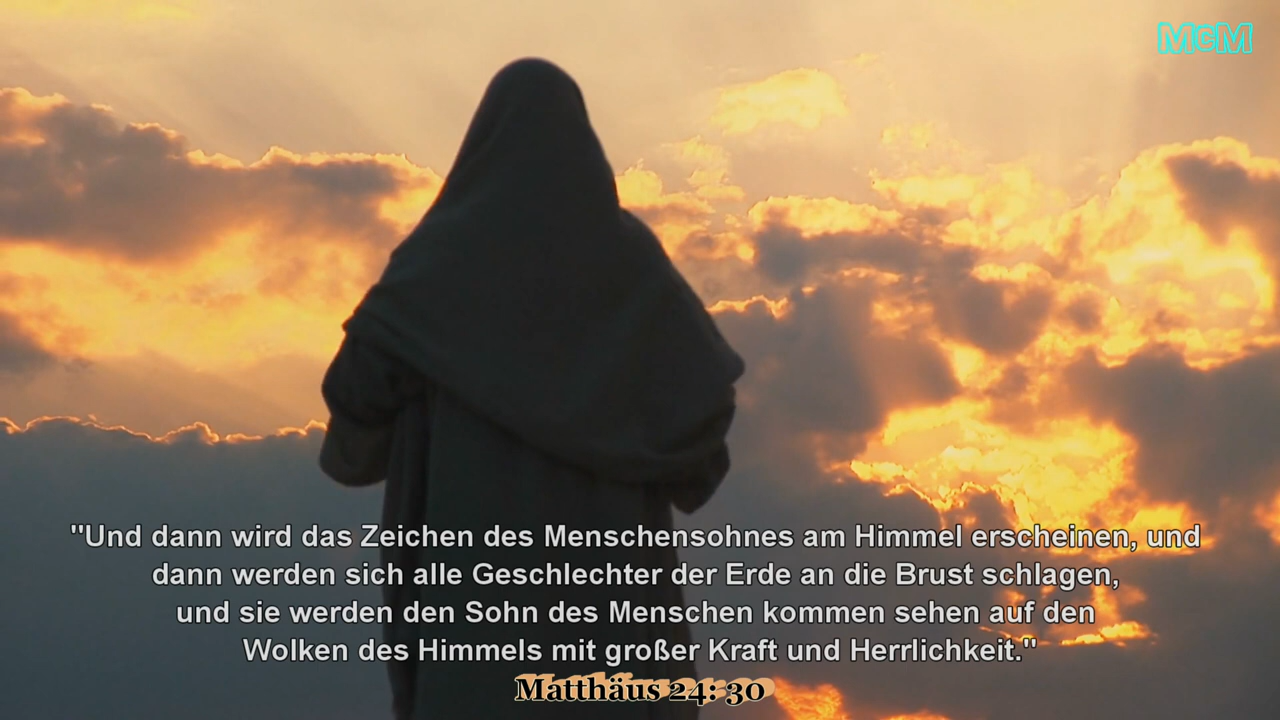 McM
"Und dann wird das Zeichen des Menschensohnes am Himmel erscheinen, und
dann werden sich alle Geschlechter der Erde an die Brust schlagen,
und sie werden den Sohn des Menschen kommen sehen auf den
Wolken des Himmels mit großer Kraft und Herrlichkeit."
Matthäus 24: 30